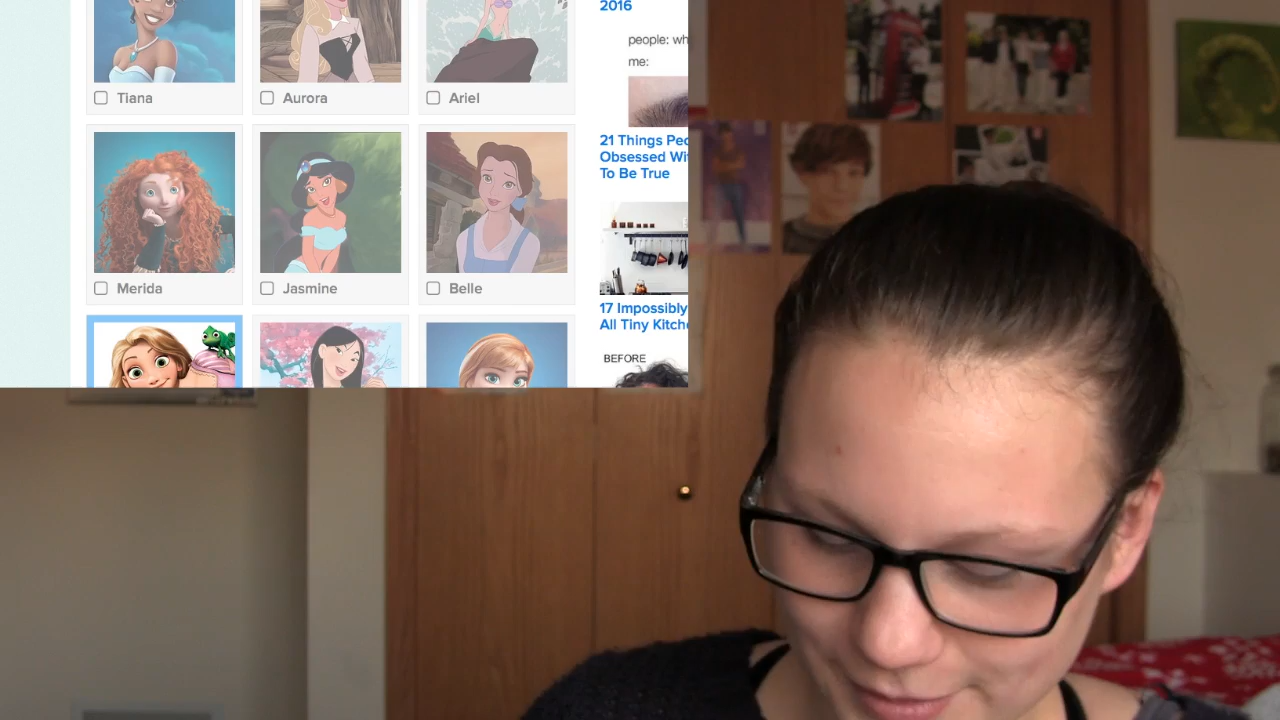 2016
people: wh
me:
Tiana
Aurora
Ariel
21 Things Peo
Obsessed Wi
To Be True
Merida
Jasmine
Belle
17 Impossibly
All Tiny Kitche
BEFORE